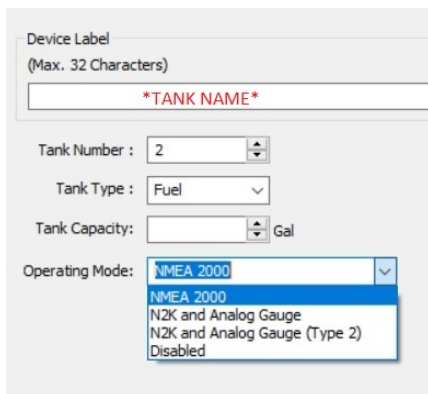 Device Label
(Max. 32 Characters)
*TANK NAME*
Tank Number : 2
Tank Type : Fuel
Tank Capacity: Gal
Operating Mode: NMEA 2000
NMEA 2000
N2K and Analog Gauge
N2K and Analog Gauge (Type 2)
Disabled